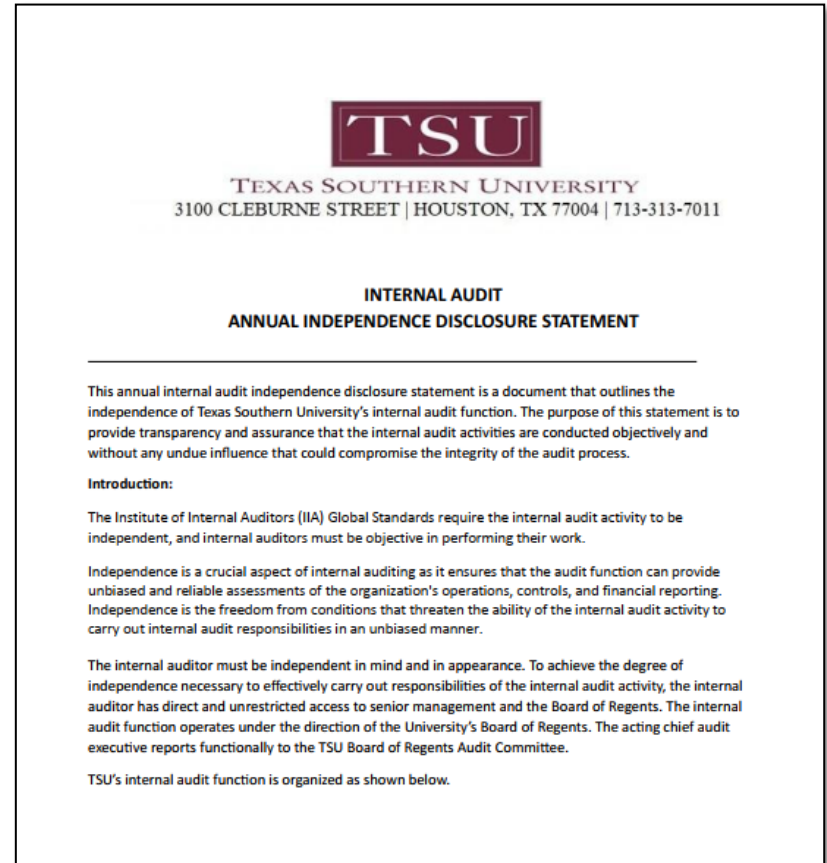 TSU
TEXAS SOUTHERN UNIVERSITY
3100 CLEBURNE STREET | HOUSTON, TX 77004 | 713-313-7011
INTERNAL AUDIT
ANNUAL INDEPENDENCE DISCLOSURE STATEMENT
This annual internal audit independence disclosure statement is a document that outlines the
independence of Texas Southern University's internal audit function. The purpose of this statement is to
provide transparency and assurance that the internal audit activities are conducted objectively and
without any undue influence that could compromise the integrity of the audit process.
Introduction:
The Institute of Internal Auditors (IIA) Global Standards require the internal audit activity to be
independent, and internal auditors must be objective in performing their work.
Independence is a crucial aspect of internal auditing as it ensures that the audit function can provide
unbiased and reliable assessments of the organization's operations, controls, and financial reporting.
Independence is the freedom from conditions that threaten the ability of the internal audit activity to
carry out internal audit responsibilities in an unbiased manner.
The internal auditor must be independent in mind and in appearance. To achieve the degree of
independence necessary to effectively carry out responsibilities of the internal audit activity, the internal
auditor has direct and unrestricted access to senior management and the Board of Regents. The internal
audit function operates under the direction of the University's Board of Regents. The acting chief audit
executive reports functionally to the TSU Board of Regents Audit Committee.
TSU's internal audit function is organized as shown below.